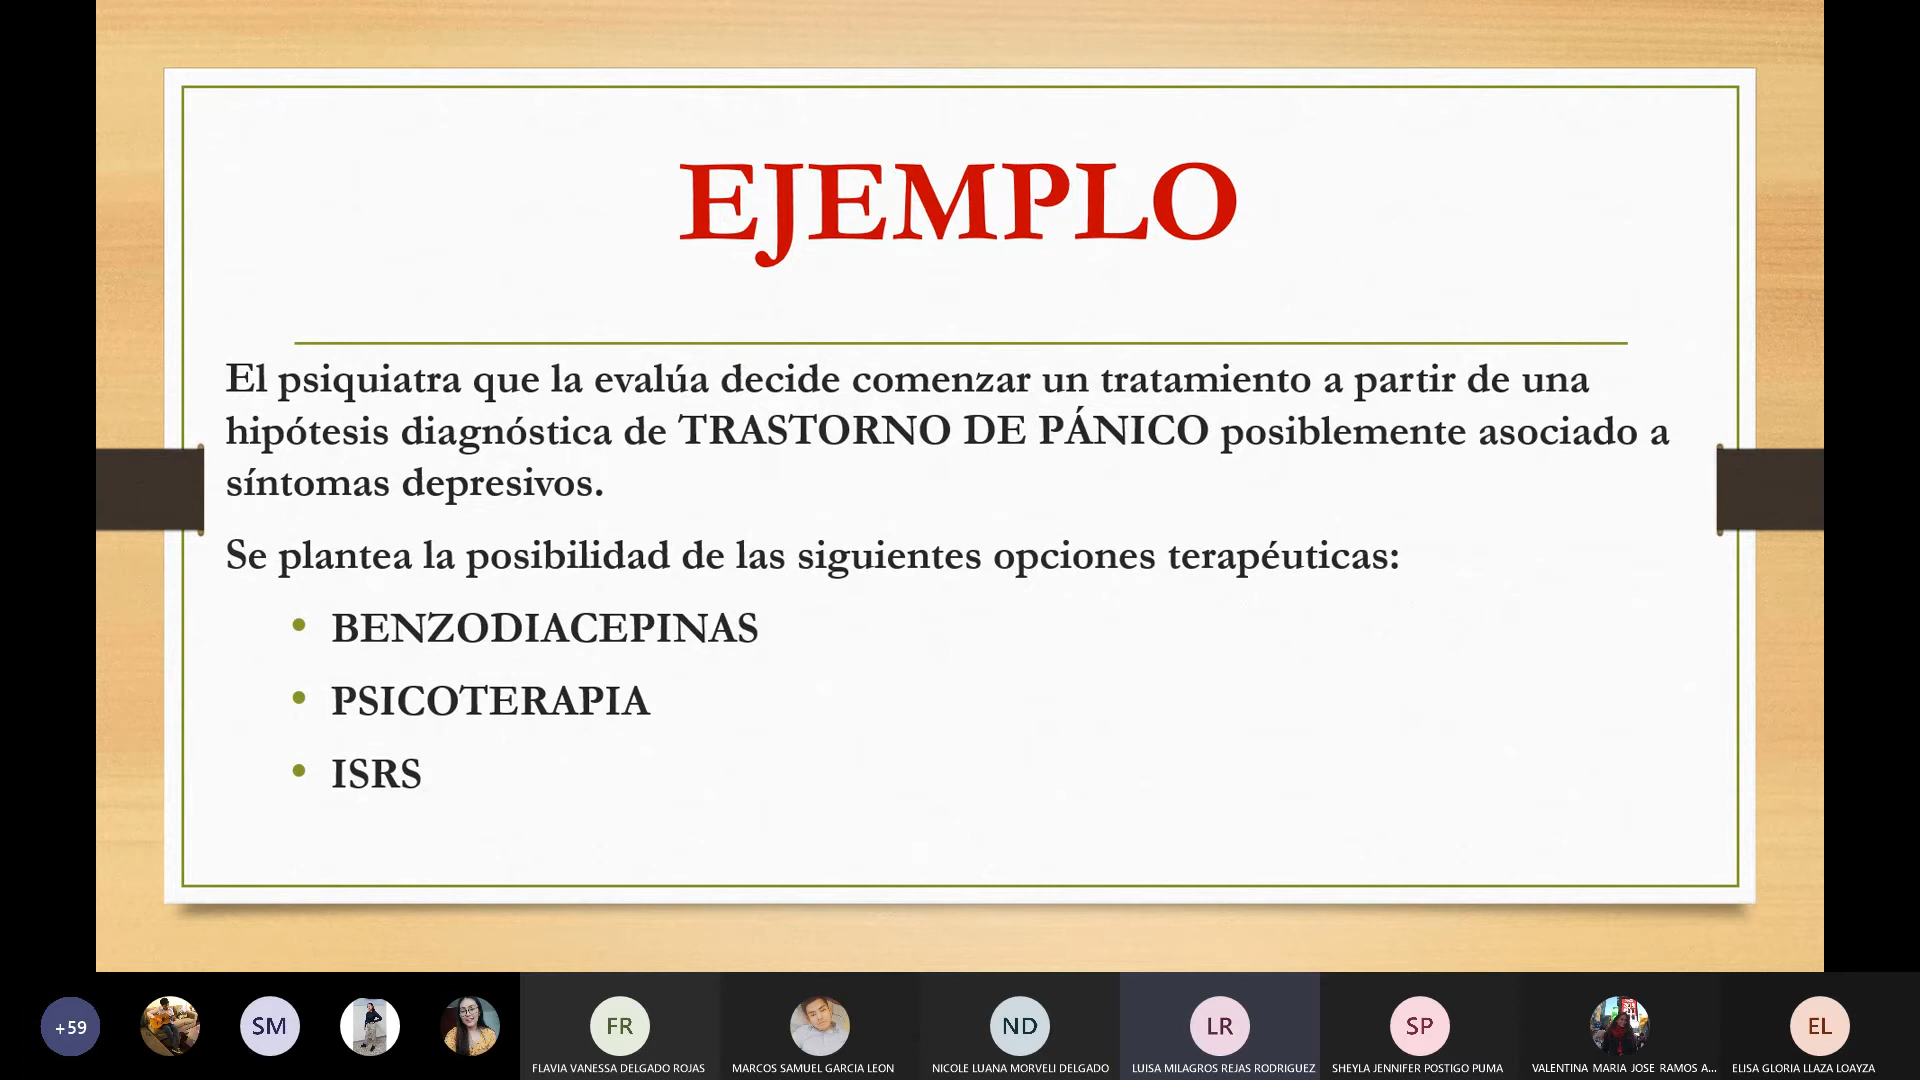 EJEMPLO
El psiquiatra que la evalúa decide comenzar un tratamiento a partir de una
hipótesis diagnóstica de TRASTORNO DE PÁNICO posiblemente asociado a
síntomas depresivos.
Se plantea la posibilidad de las siguientes opciones terapéuticas:
• BENZODIACEPINAS
• PSICOTERAPIA
• ISRS
+59
SM
FR
ND
LR
SP
EL
FLAVIA VANESSA DELGADO ROJAS
MARCOS SAMUEL GARCIA LEON
NICOLE LUANA MORVELI DELGADO
LUISA MILAGROS REJAS RODRIGUEZ
SHEYLA JENNIFER POSTIGO PUMA
VALENTINA MARIA JOSE RAMOS A...
ELISA GLORIA LLAZA LOAYZA